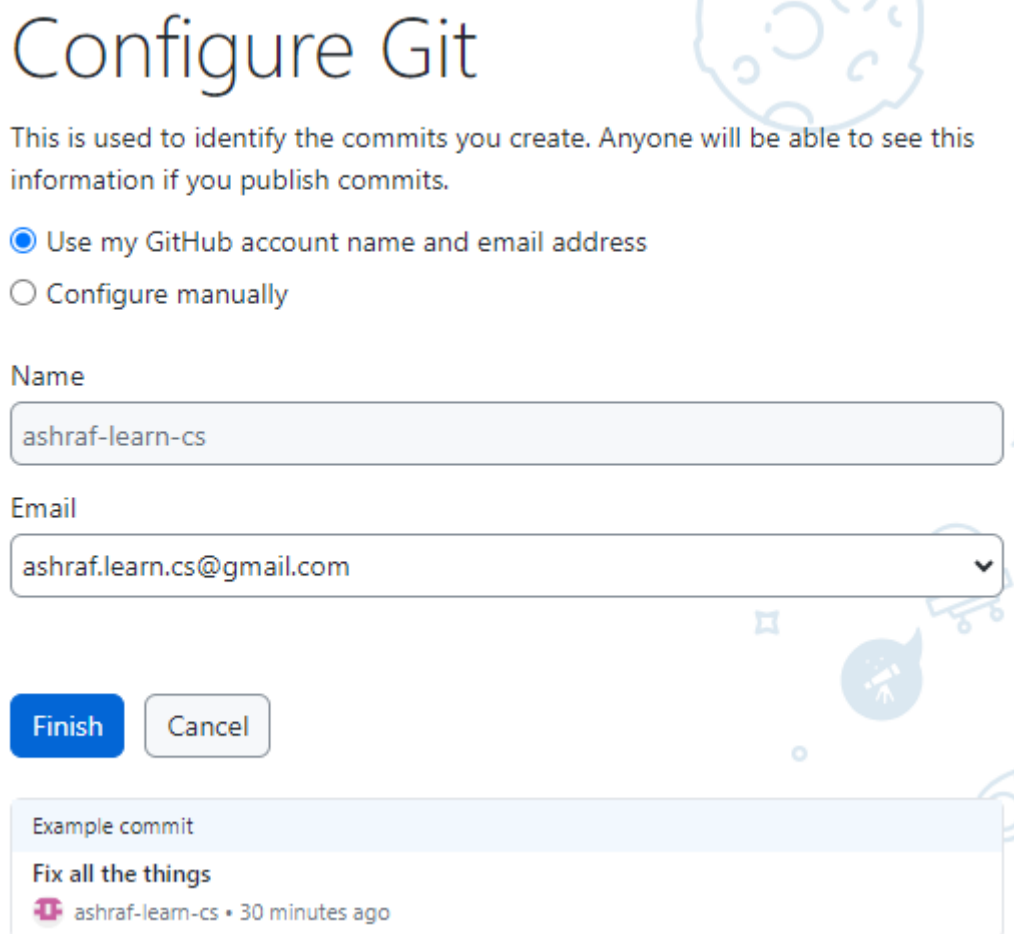 Configure Git
This is used to identify the commits you create. Anyone will be able to see this
information if you publish commits.
Use my GitHub account name and email address
Configure manually
Name
ashraf-learn-cs
Email
ashraf.learn.cs@gmail.com
Finish Cancel
Example commit
Fix all the things
ashraf-learn-cs • 30 minutes ago